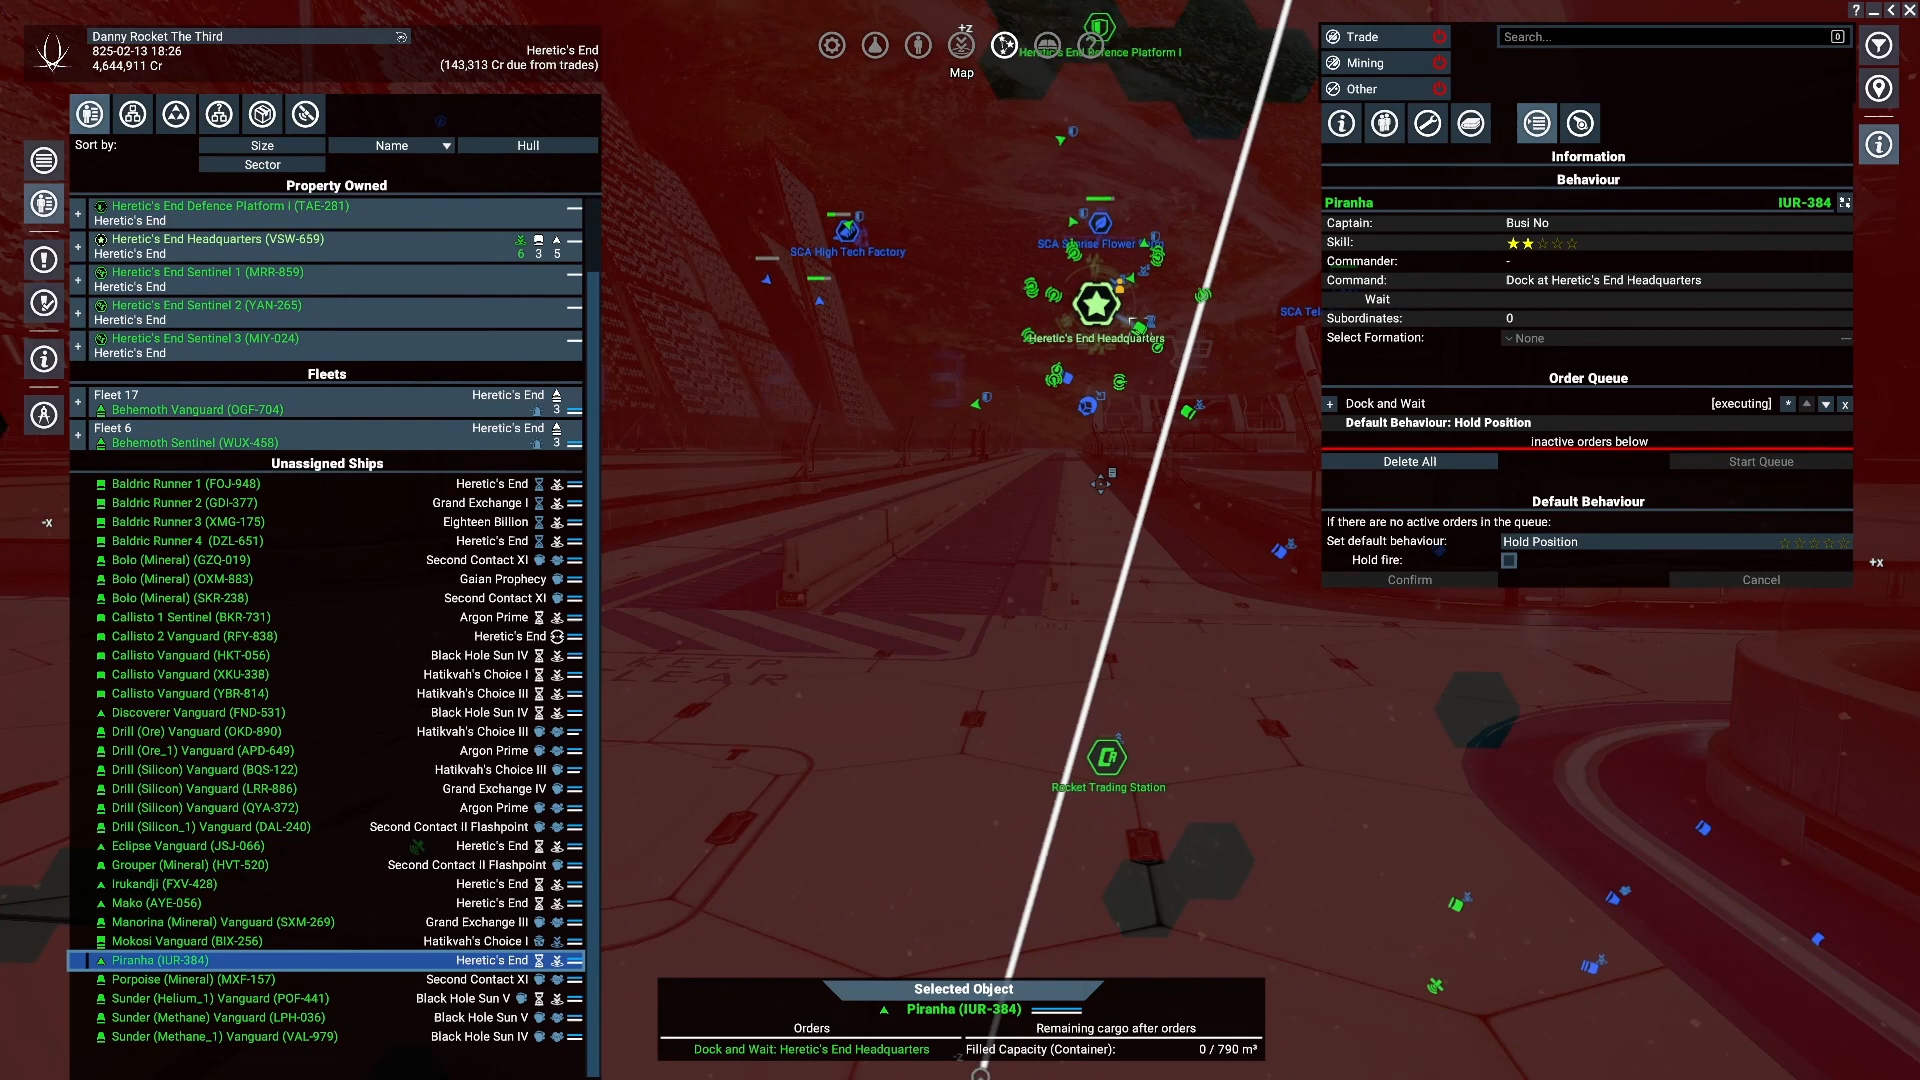 Danny Rocket The Third
825-02-13 18:26
4,644,911 Cr
Heretic's End
(143,313 Cr due from trades)
Sort by:
Size
Name
Hull
Sector
Property Owned
Heretic's End Defence Platform I (TAE-281)
Heretic's End
Heretic's End Headquarters (VSW-659)
Heretic's End
6 3 5
Heretic's End Sentinel 1 (MRR-859)
Heretic's End
Heretic's End Sentinel 2 (YAN-265)
Heretic's End
Heretic's End Sentinel 3 (MIY-024)
Heretic's End
Fleets
Fleet 17 Heretic's End
Behemoth Vanguard (OGF-704) 3
Fleet 6 Heretic's End
Behemoth Sentinel (WUX-458) 3
Unassigned Ships
Baldric Runner 1 (FOJ-948) Heretic's End
Baldric Runner 2 (GDI-377) Grand Exchange I
Baldric Runner 3 (XMG-175) Eighteen Billion
Baldric Runner 4 (DZL-651) Heretic's End
Bolo (Mineral) (GZQ-019) Second Contact XI
Bolo (Mineral) (OXM-883) Gaian Prophecy
Bolo (Mineral) (SKR-238) Second Contact XI
Callisto 1 Sentinel (BKR-731) Argon Prime
Callisto 2 Vanguard (RFY-838) Heretic's End
Callisto Vanguard (HKT-056) Black Hole Sun IV
Callisto Vanguard (XKU-338) Hatikvah's Choice I
Callisto Vanguard (YBR-814) Hatikvah's Choice III
Discoverer Vanguard (FND-531) Black Hole Sun IV
Drill (Ore) Vanguard (OKD-890) Hatikvah's Choice III
Drill (Ore_1) Vanguard (APD-649) Argon Prime
Drill (Silicon) Vanguard (BQS-122) Hatikvah's Choice III
Drill (Silicon) Vanguard (LRR-886) Grand Exchange IV
Drill (Silicon) Vanguard (QYA-372) Argon Prime
Drill (Silicon_1) Vanguard (DAL-240) Second Contact II Flashpoint
Eclipse Vanguard (JSJ-066) Heretic's End
Grouper (Mineral) (HVT-520) Second Contact II Flashpoint
Irukandji (FXV-428) Heretic's End
Mako (AYE-056) Heretic's End
Manorina (Mineral) Vanguard (SXM-269) Grand Exchange III
Mokosi Vanguard (BIX-256) Hatikvah's Choice I
Piranha (IUR-384) Heretic's End
Porpoise (Mineral) (MXF-157) Second Contact XI
Sunder (Helium_1) Vanguard (POF-441) Black Hole Sun V
Sunder (Methane) Vanguard (LPH-036) Black Hole Sun V
Sunder (Methane_1) Vanguard (VAL-979) Black Hole Sun IV
-x
+z
Map
Heretic's End Defence Platform I
SCA High Tech Factory
SCA Sunrise Flower
Heretic's End Headquarters
SCA Tel
KEEP
CLEAR
Rocket Trading Station
Selected Object
Piranha (IUR-384)
Orders
Remaining cargo after orders
Dock and Wait: Heretic's End Headquarters
Filled Capacity (Container): 0 / 790 m³
-z
Trade
Mining
Other
Search...
Information
Behaviour
Piranha IUR-384
Captain: Busi No
Skill:
Commander: -
Command: Dock at Heretic's End Headquarters
Wait
Subordinates: 0
Select Formation: None
Order Queue
Dock and Wait [executing] * x
Default Behaviour: Hold Position
inactive orders below
Delete All
Start Queue
Default Behaviour
If there are no active orders in the queue:
Set default behaviour: Hold Position
Hold fire:
Confirm
Cancel
+x